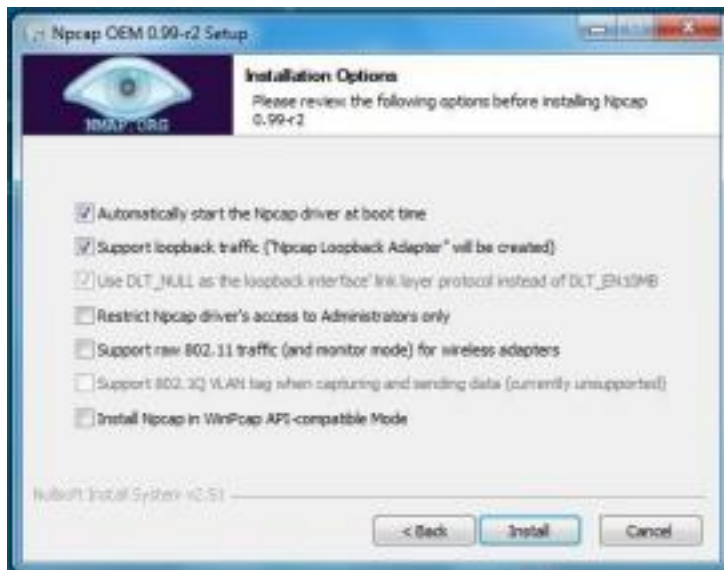 Npcap OEM 0.99-r2 Setup
NMAP.ORG
Installation Options
Please review the following options before installing Npcap
0.99-r2
Automatically start the Npcap driver at boot time
Support loopback traffic ("Npcap Loopback Adapter" will be created)
Use DLT_NULL as the loopback interface' link layer protocol instead of DLT_EN10MB
Restrict Npcap driver's access to Administrators only
Support raw 802.11 traffic (and monitor mode) for wireless adapters
Support 802.1Q VLAN tag when capturing and sending data (currently unsupported)
Install Npcap in WinPcap API-compatible Mode
Nullsoft Install System v2.51
< Back
Install
Cancel